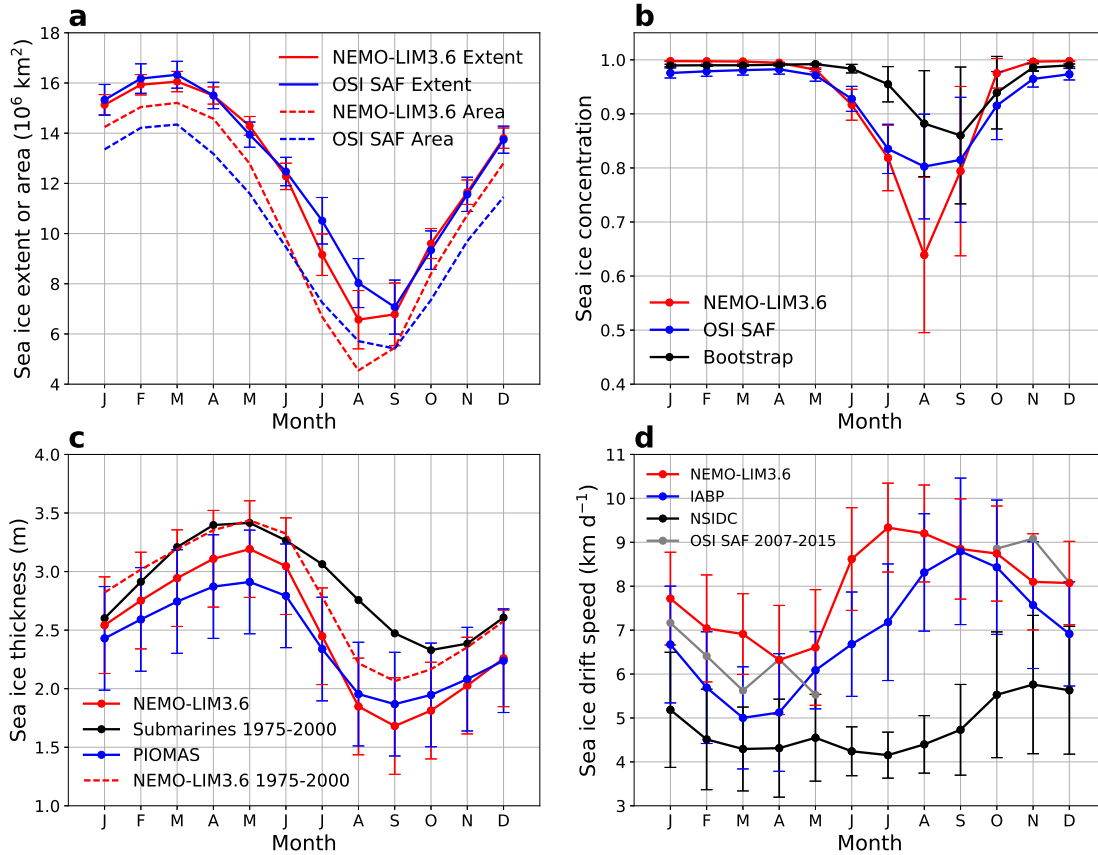 a
Sea ice extent or area (10⁶ km²)
18
16
14
12
10
8
6
4
NEMO-LIM3.6 Extent
OSI SAF Extent
NEMO-LIM3.6 Area
OSI SAF Area
J F M A M J J A S O N D
Month
b
Sea ice concentration
1.0
0.9
0.8
0.7
0.6
0.5
0.4
NEMO-LIM3.6
OSI SAF
Bootstrap
J F M A M J J A S O N D
Month
c
Sea ice thickness (m)
4.0
3.5
3.0
2.5
2.0
1.5
1.0
NEMO-LIM3.6
Submarines 1975-2000
PIOMAS
NEMO-LIM3.6 1975-2000
J F M A M J J A S O N D
Month
d
Sea ice drift speed (km d⁻¹)
11
10
9
8
7
6
5
4
3
NEMO-LIM3.6
IABP
NSIDC
OSI SAF 2007-2015
J F M A M J J A S O N D
Month